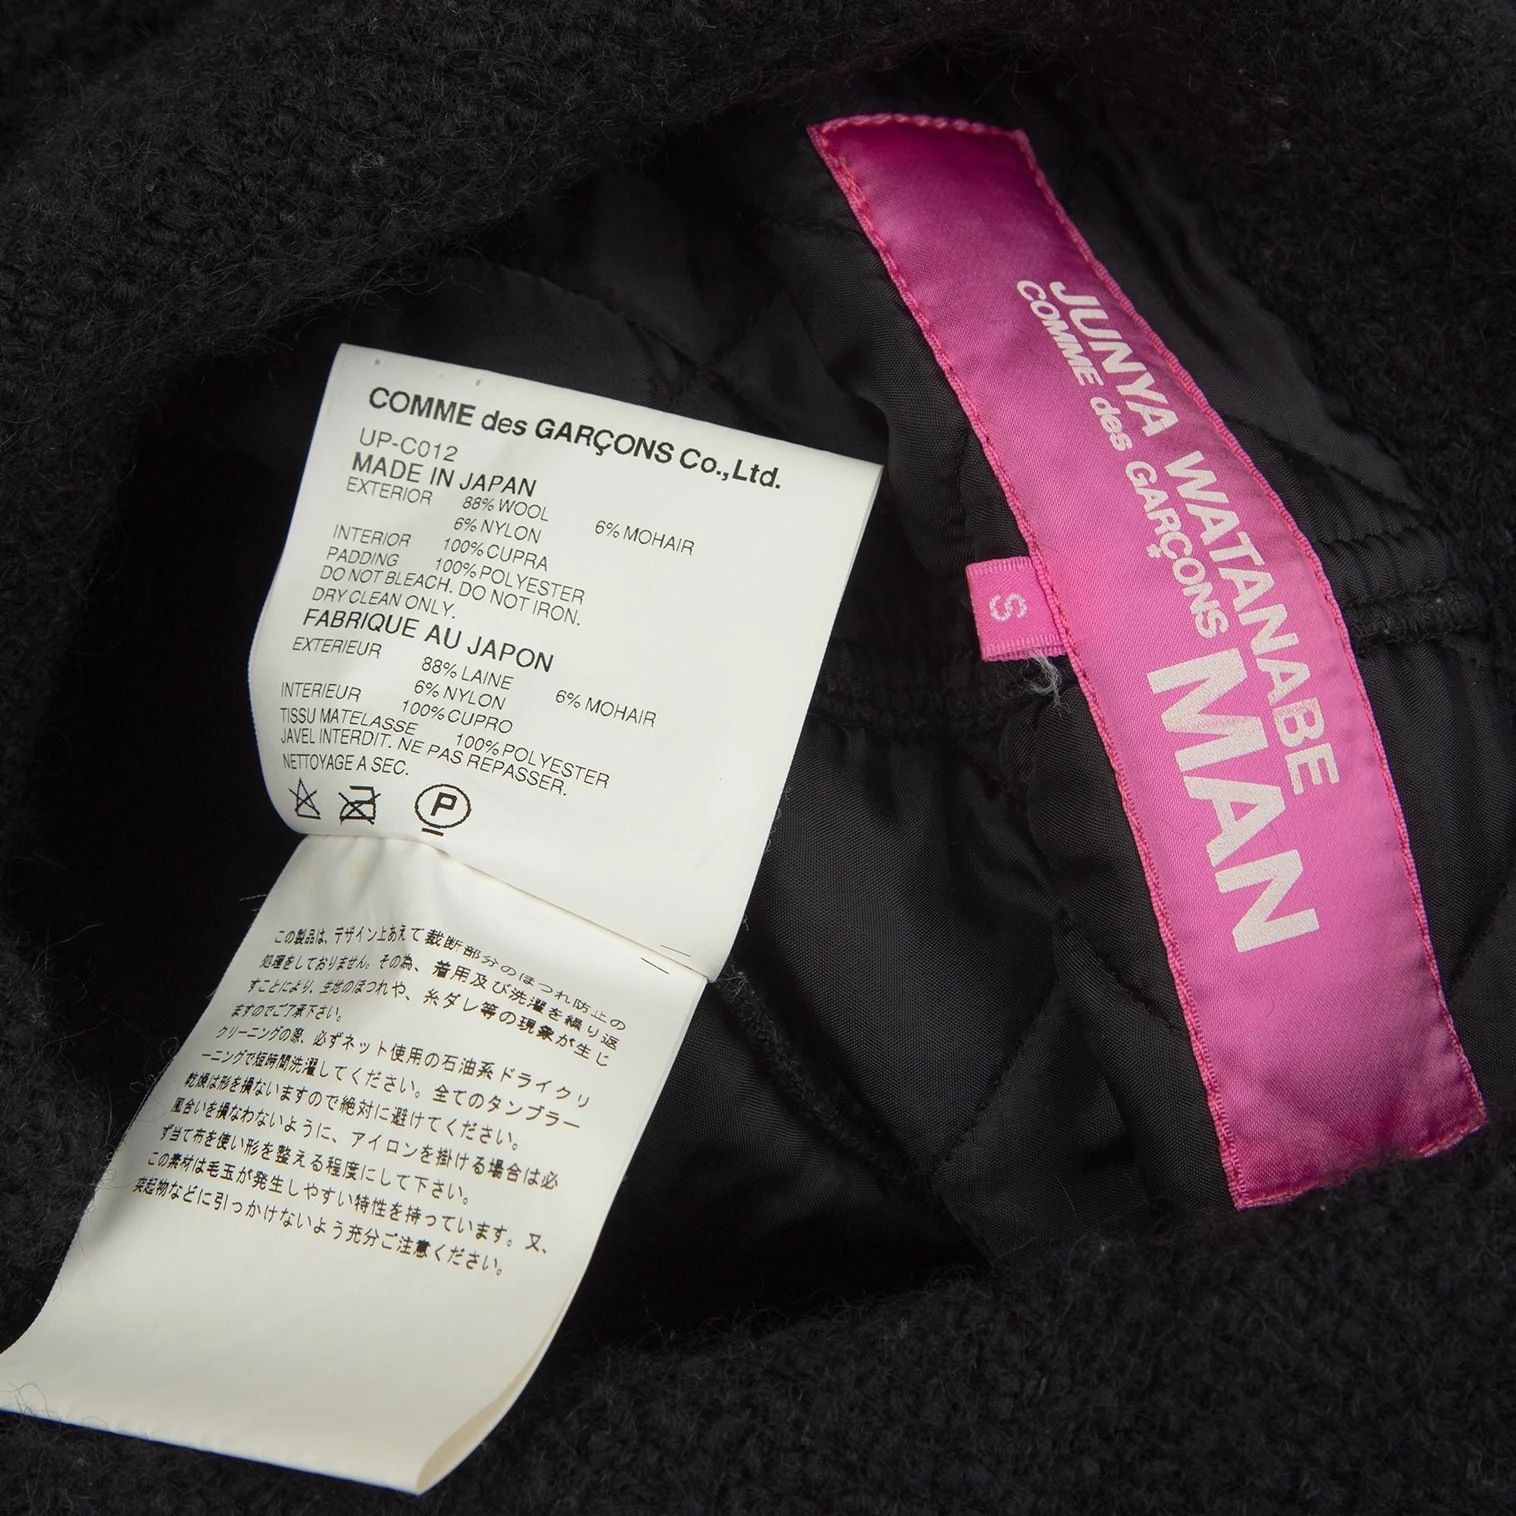 COMME des GARÇONS Co.,Ltd.
UP-C012
MADE IN JAPAN
EXTERIOR 88% WOOL
6% NYLON 6% MOHAIR
INTERIOR 100% CUPRA
PADDING 100% POLYESTER
DO NOT BLEACH. DO NOT IRON.
DRY CLEAN ONLY.
FABRIQUE AU JAPON
EXTERIEUR 88% LAINE
6% NYLON 6% MOHAIR
INTERIEUR 100% CUPRO
TISSU MATELASSE 100% POLYESTER
JAVEL INTERDIT. NE PAS REPASSER.
NETTOYAGE A SEC.
P
この製品は、デザイン上あえて裁断部分のほつれ防止の
処理をしておりません。その為、着用及び洗濯を繰り返
すことにより、生地のほつれや、糸ダレ等の現象が生じ
ますのでご了承下さい。
クリーニングの際、必ずネット使用の石油系ドライクリ
ーニングで短時間洗濯してください。全てのタンブラー
乾燥は形を損ないますので絶対に避けてください。
風合いを損なわないように、アイロンを掛ける場合は必
ず当て布を使い形を整える程度にして下さい。
この素材は毛玉が発生しやすい特性を持っています。又、
突起物などに引っかけないよう充分ご注意ください。
JUNYA WATANABE
COMME des GARÇONS MAN
S